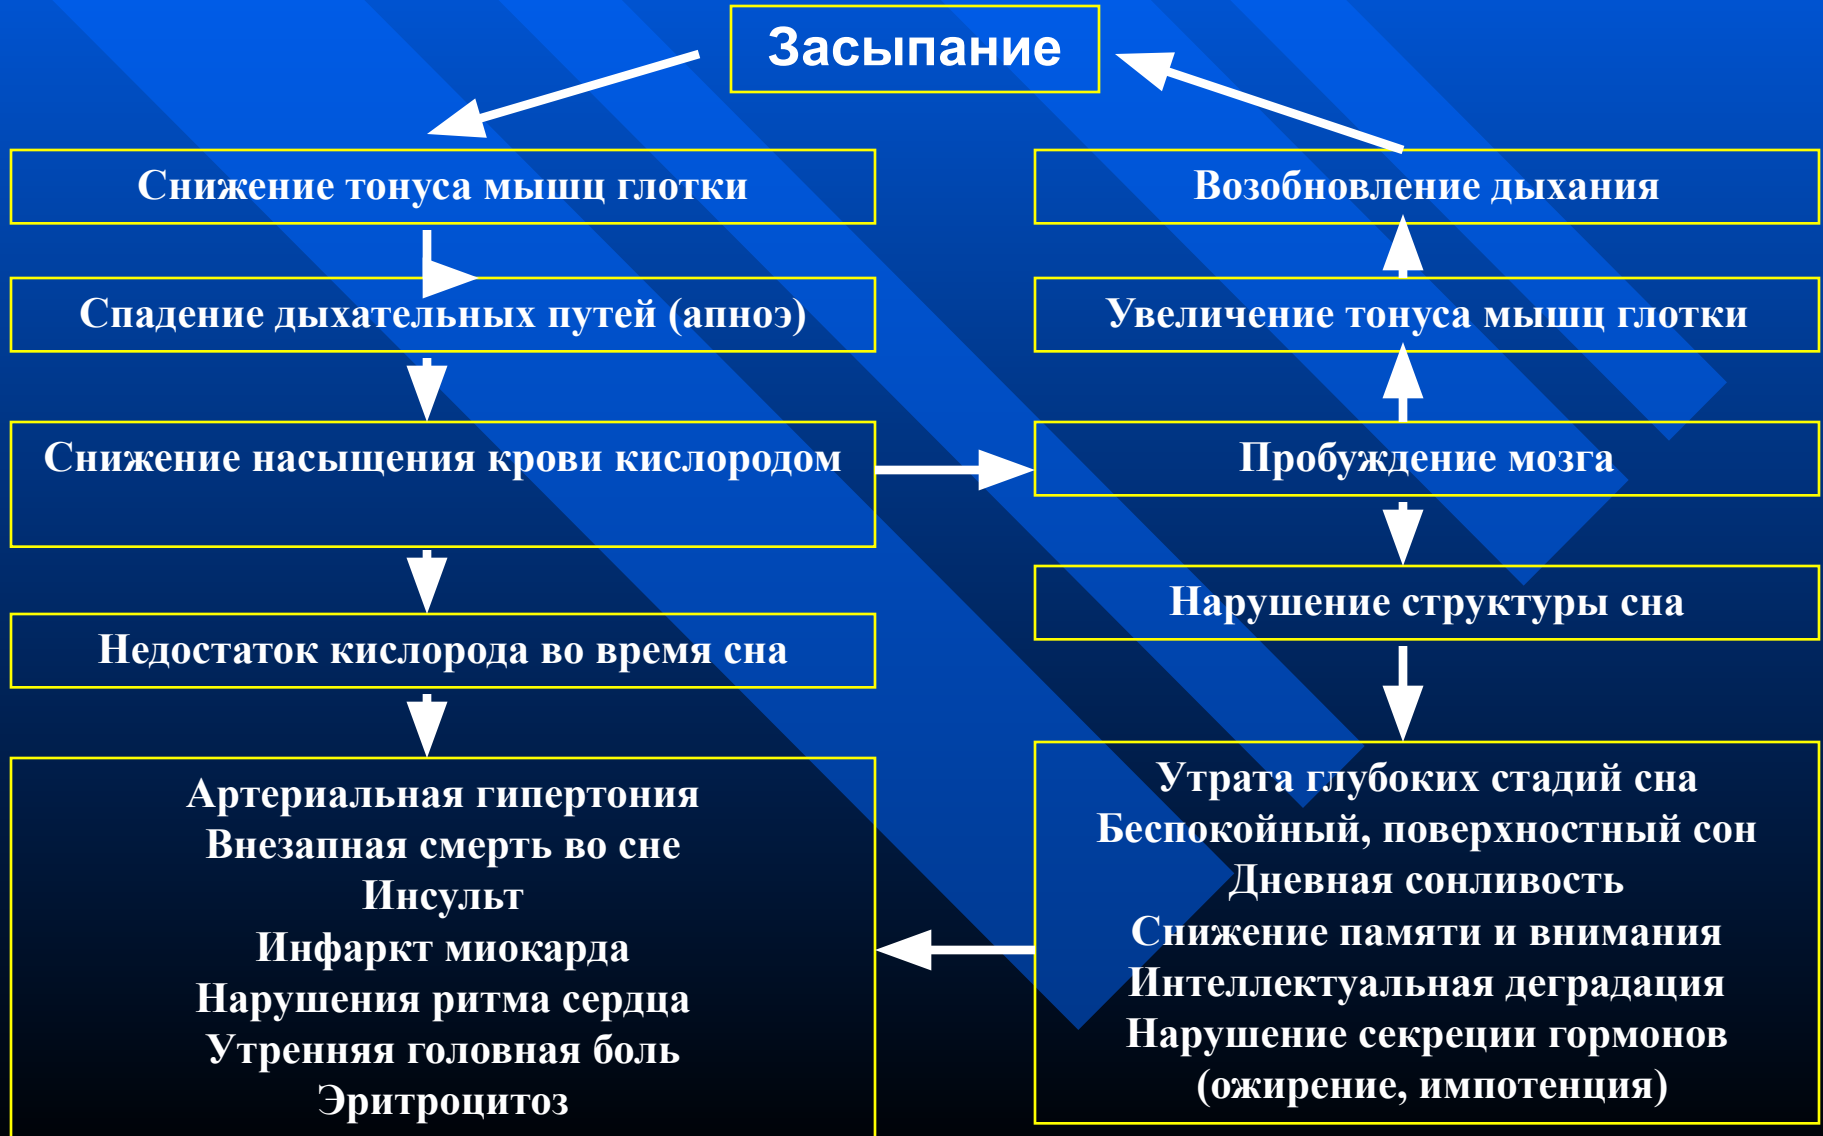 Засыпание
Снижение тонуса мышц глотки
Спадение дыхательных путей (апноэ)
Снижение насыщения крови кислородом
Недостаток кислорода во время сна
Артериальная гипертония
Внезапная смерть во сне
Инсульт
Инфаркт миокарда
Нарушения ритма сердца
Утренняя головная боль
Эритроцитоз
Возобновление дыхания
Увеличение тонуса мышц глотки
Пробуждение мозга
Нарушение структуры сна
Утрата глубоких стадий сна
Беспокойный, поверхностный сон
Дневная сонливость
Снижение памяти и внимания
Интеллектуальная деградация
Нарушение секреции гормонов
(ожирение, импотенция)